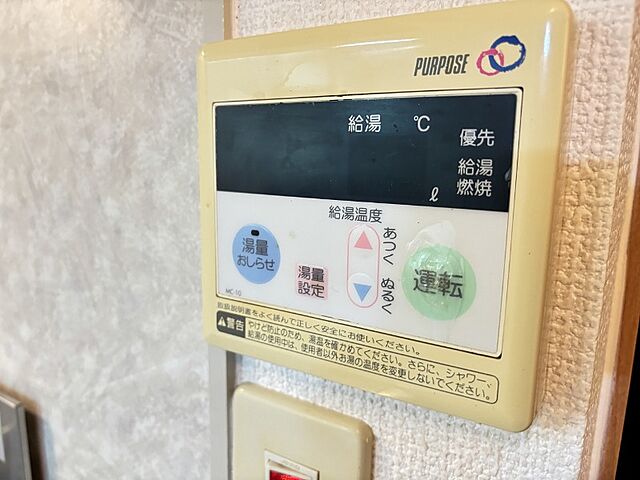 PURPOSE
給湯 ℃
優先
給湯
燃焼
ℓ
給湯温度
あつく
ぬるく
湯量
おしらせ
湯量
設定
運転
MC-10
取扱説明書をよく読んで正しく安全にお使いください。
警告
やけど防止のため、湯温を確かめてください。さらに、シャワー、
給湯の使用中は、使用者以外お湯の温度を変更しないでください。